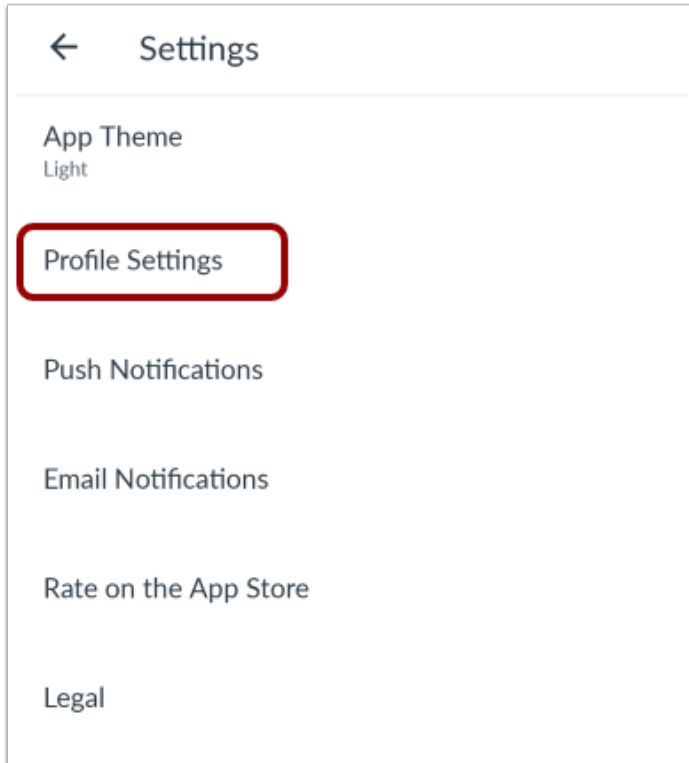 Settings
App Theme
Light
Profile Settings
Push Notifications
Email Notifications
Rate on the App Store
Legal